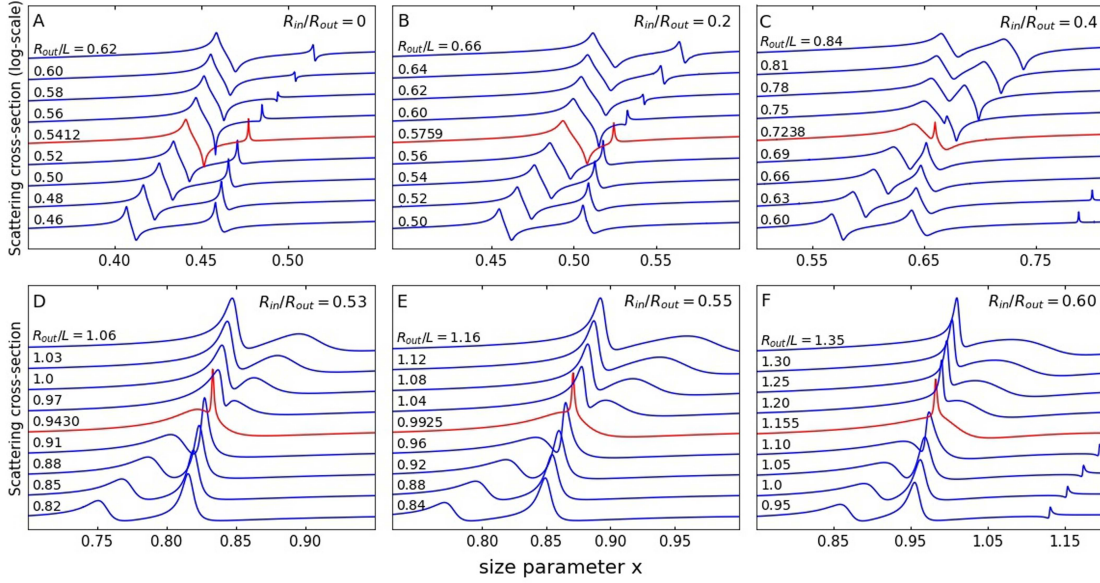 A
R_in/R_out = 0
R_out/L = 0.62
0.60
0.58
0.56
0.5412
0.52
0.50
0.48
0.46
0.40 0.45 0.50
Scattering cross-section (log-scale)
B
R_in/R_out = 0.2
R_out/L = 0.66
0.64
0.62
0.60
0.5759
0.56
0.54
0.52
0.50
0.45 0.50 0.55
C
R_in/R_out = 0.4
R_out/L = 0.84
0.81
0.78
0.75
0.7238
0.69
0.66
0.63
0.60
0.55 0.65 0.75
D
R_in/R_out = 0.53
R_out/L = 1.06
1.03
1.0
0.97
0.9430
0.91
0.88
0.85
0.82
0.75 0.80 0.85 0.90
Scattering cross-section
E
R_in/R_out = 0.55
R_out/L = 1.16
1.12
1.08
1.04
0.9925
0.96
0.92
0.88
0.84
0.80 0.85 0.90 0.95
F
R_in/R_out = 0.60
R_out/L = 1.35
1.30
1.25
1.20
1.155
1.10
1.05
1.0
0.95
0.85 0.95 1.05 1.15
size parameter x